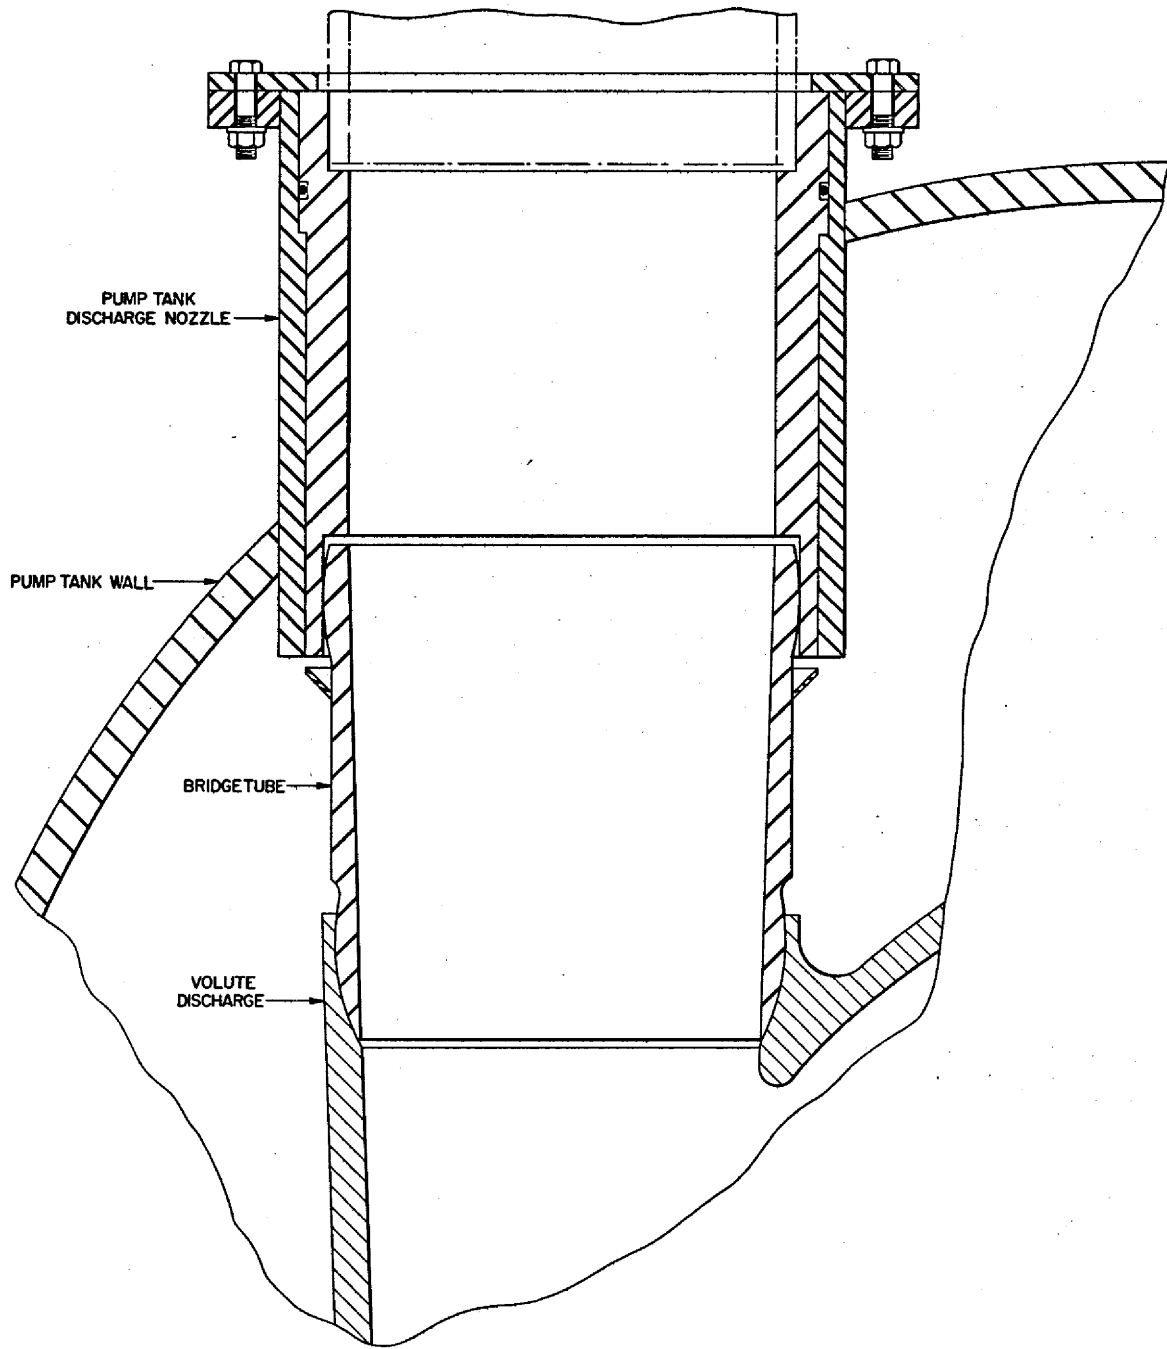 PUMP TANK
DISCHARGE NOZZLE
PUMP TANK WALL
BRIDGETUBE
VOLUTE
DISCHARGE